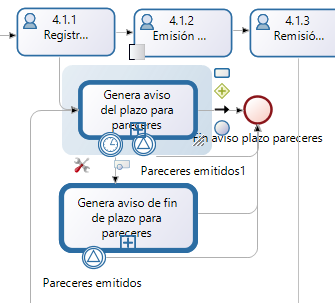 4.1.1
Registr...
4.1.2
Emisión ...
4.1.3
Remisió...
Genera aviso
del plazo para
pareceres
Fin aviso plazo pareceres
Pareceres emitidos1
Genera aviso de fin
de plazo para
pareceres
Pareceres emitidos